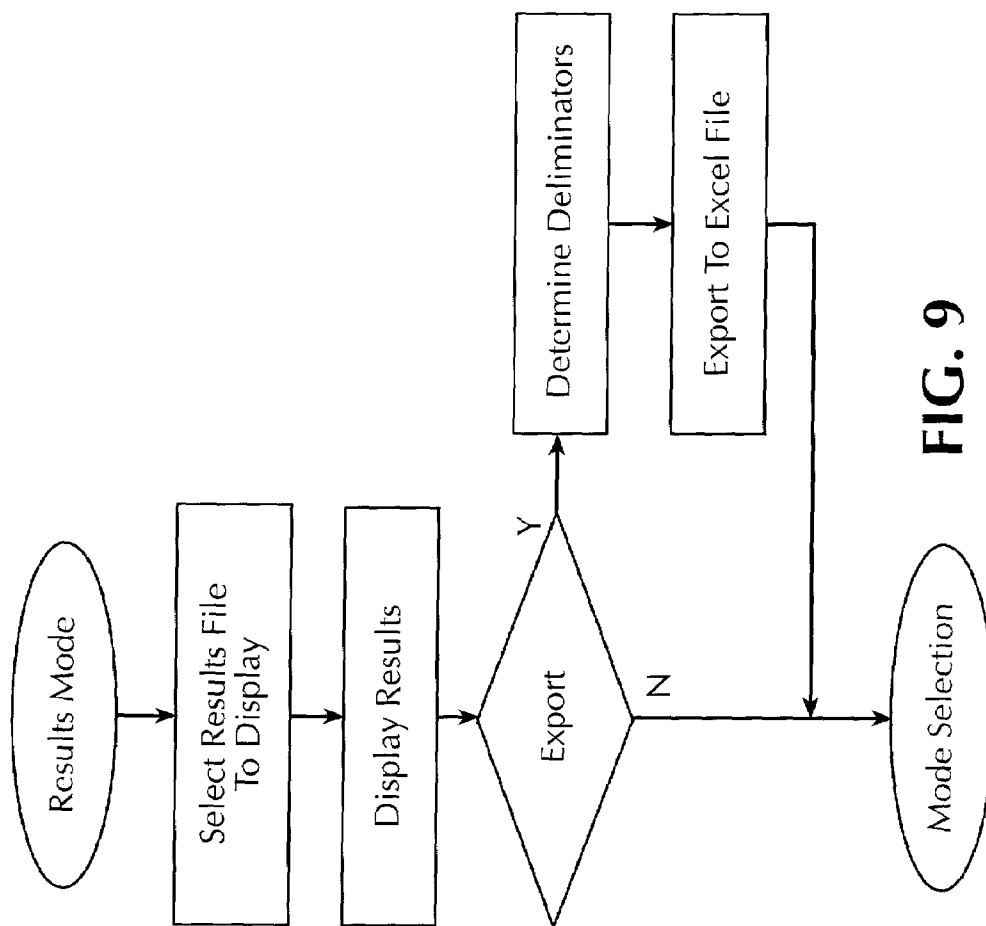 Results Mode
Select Results File
To Display
Display Results
Export
Y
N
Determine Deliminators
Export To Excel File
Mode Selection
FIG. 9